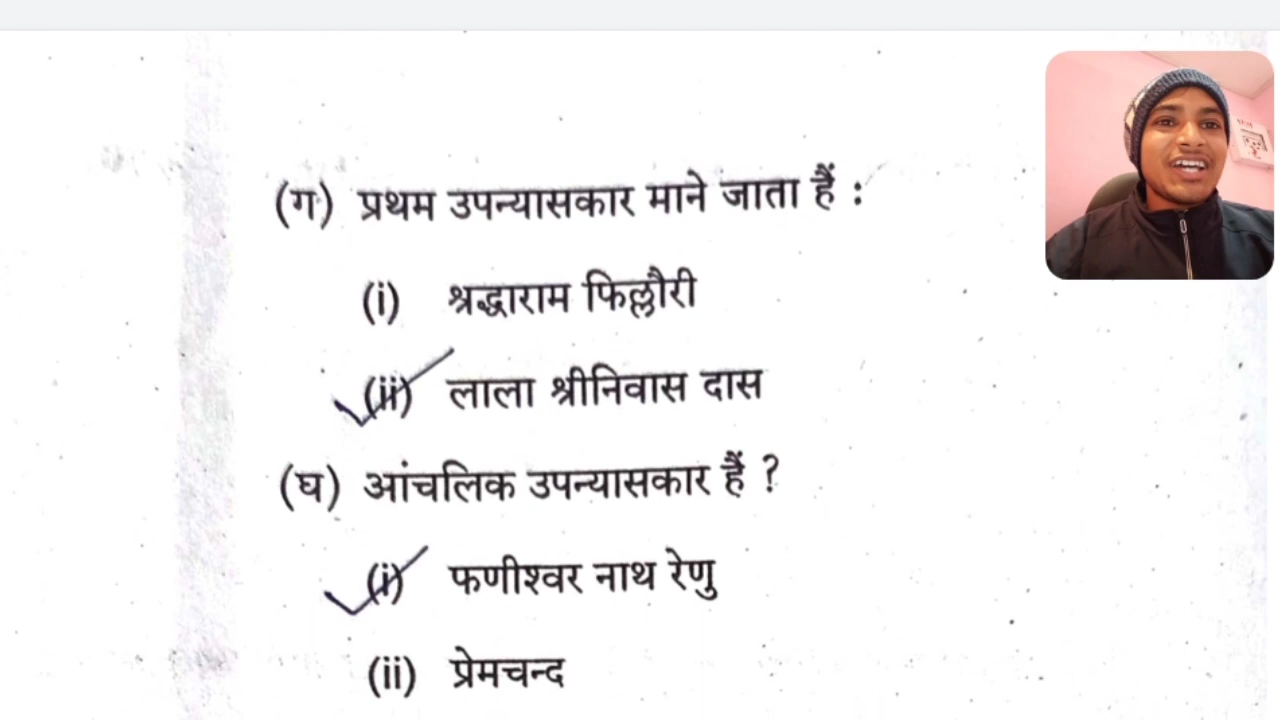 (ग) प्रथम उपन्यासकार माने जाता हैं :
(i) श्रद्धाराम फिल्लौरी
(ii) लाला श्रीनिवास दास
(घ) आंचलिक उपन्यासकार हैं ?
(i) फणीश्वर नाथ रेणु
(ii) प्रेमचन्द